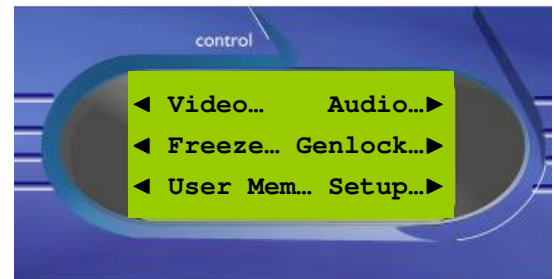 control
◄ Video… Audio…►
◄ Freeze… Genlock…►
◄ User Mem… Setup…►